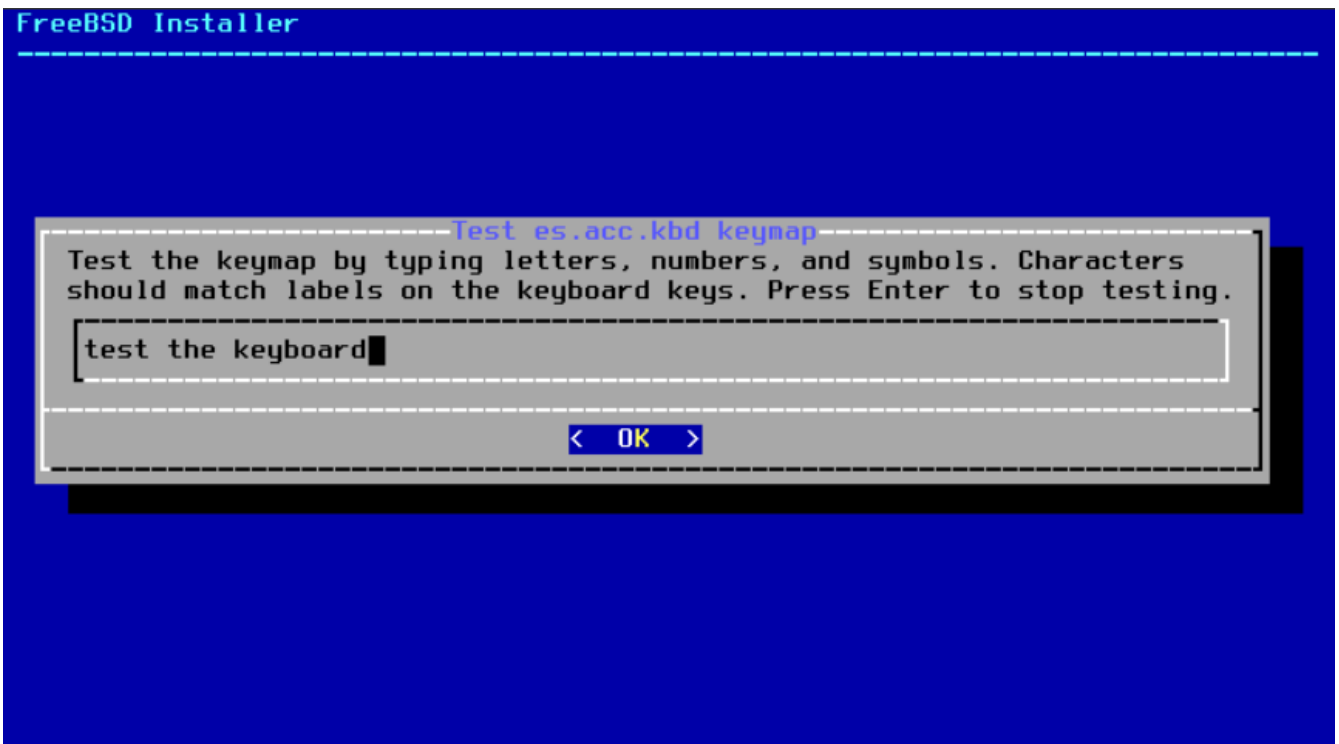 FreeBSD Installer
Test es.acc.kbd keymap
Test the keymap by typing letters, numbers, and symbols. Characters
should match labels on the keyboard keys. Press Enter to stop testing.
test the keyboard
< OK >